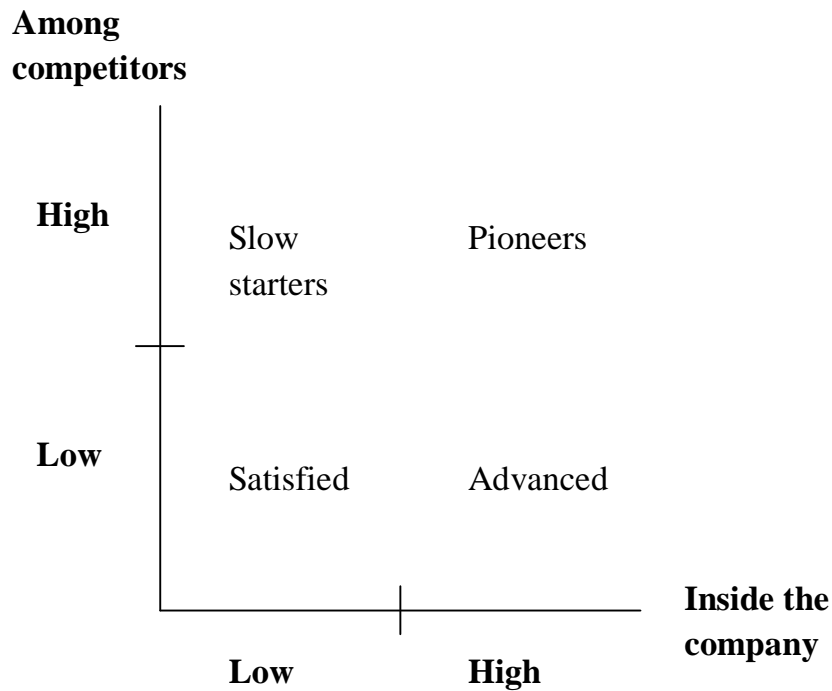 Among
competitors
High
Slow
starters
Pioneers
Low
Satisfied
Advanced
Inside the
company
Low
High